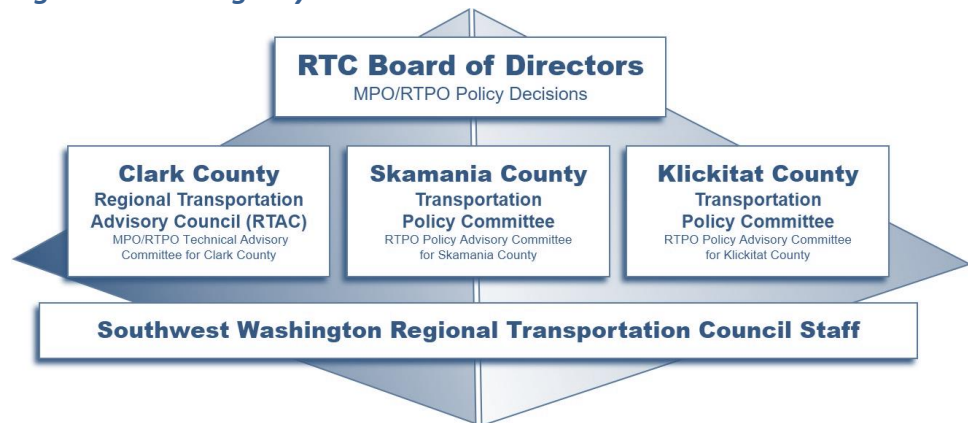 RTC Board of Directors
MPO/RTPO Policy Decisions
Clark County
Regional Transportation
Advisory Council (RTAC)
MPO/RTPO Technical Advisory
Committee for Clark County
Skamania County
Transportation
Policy Committee
RTPO Policy Advisory Committee
for Skamania County
Klickitat County
Transportation
Policy Committee
RTPO Policy Advisory Committee
for Klickitat County
Southwest Washington Regional Transportation Council Staff